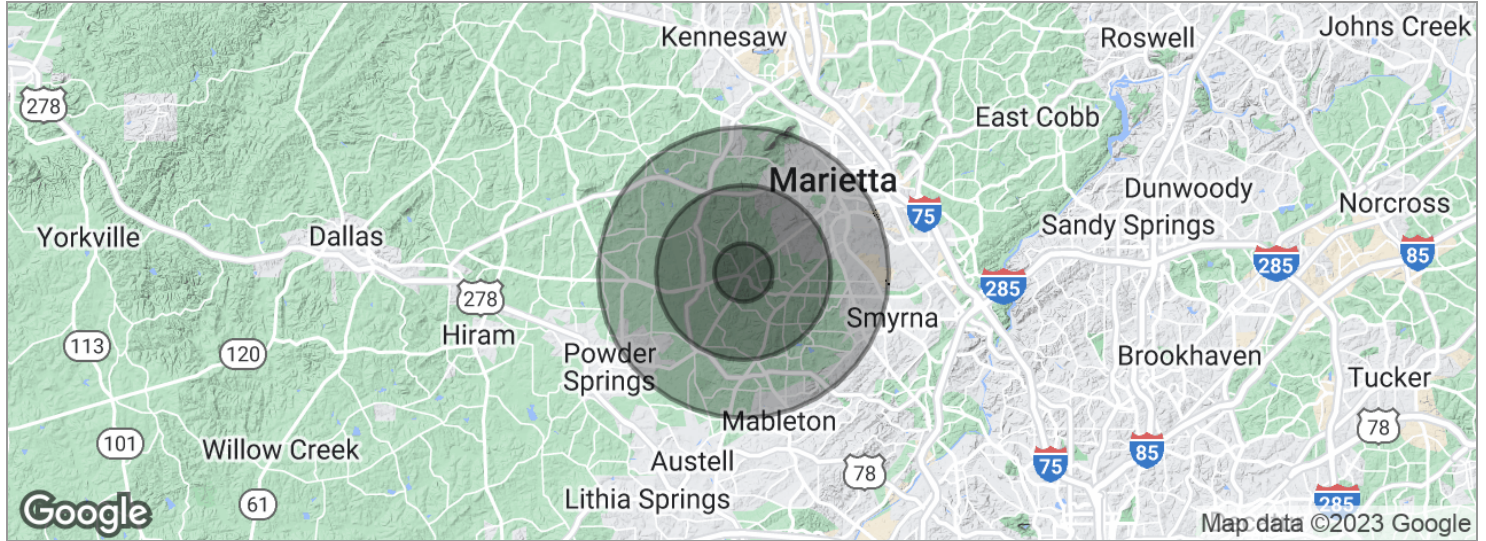 Kennesaw
Roswell
Johns Creek
278
East Cobb
Marietta
Dunwoody
Norcross
75
Sandy Springs
85
Yorkville
Dallas
285
285
278
Hiram
Smyrna
113
120
Powder
Springs
Brookhaven
Tucker
Mableton
78
101
Willow Creek
Austell
78
75
85
61
Lithia Springs
285
Google
Map data ©2023 Google